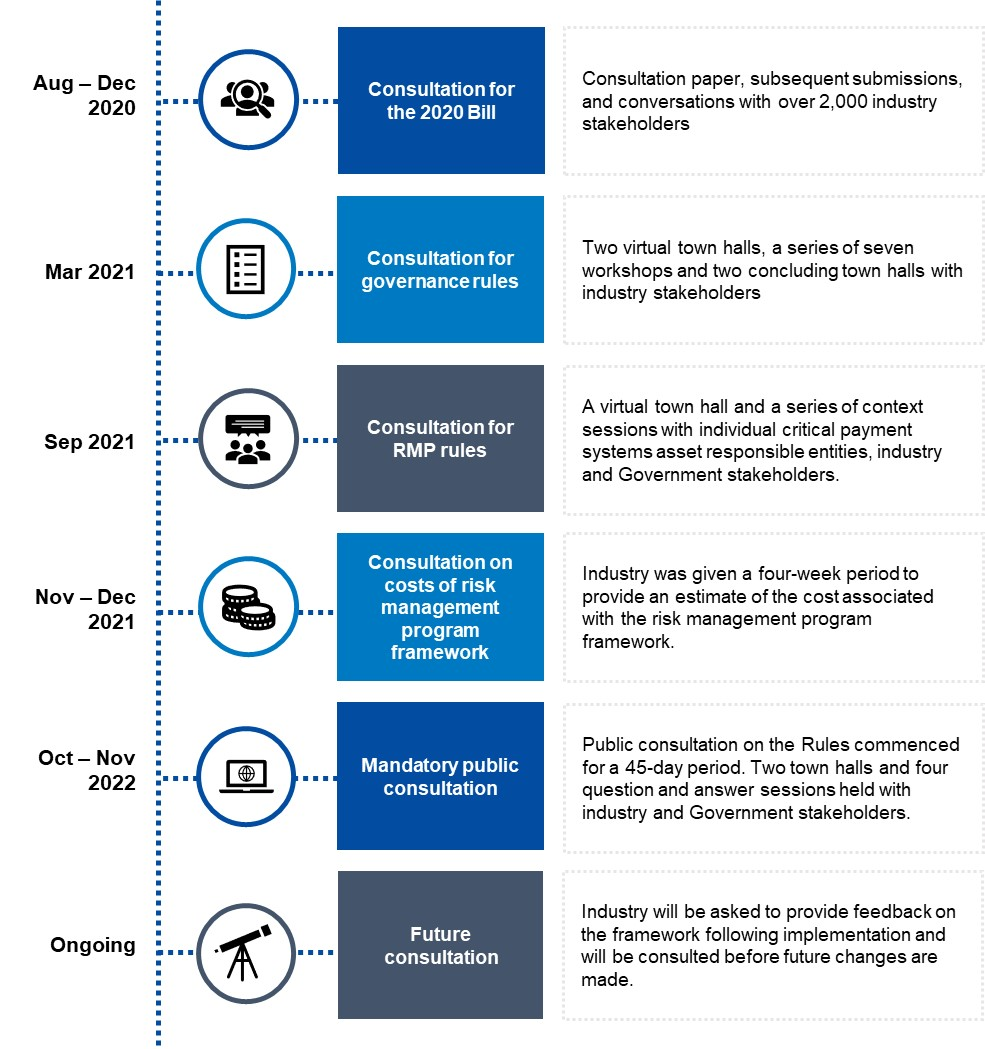 Aug – Dec
2020
Consultation for
the 2020 Bill
Consultation paper, subsequent submissions,
and conversations with over 2,000 industry
stakeholders
Mar 2021
Consultation for
governance rules
Two virtual town halls, a series of seven
workshops and two concluding town halls with
industry stakeholders
Sep 2021
Consultation for
RMP rules
A virtual town hall and a series of context
sessions with individual critical payment
systems asset responsible entities, industry
and Government stakeholders.
Nov – Dec
2021
Consultation on
costs of risk
management
program
framework
Industry was given a four-week period to
provide an estimate of the cost associated
with the risk management program
framework.
Oct – Nov
2022
Mandatory public
consultation
Public consultation on the Rules commenced
for a 45-day period. Two town halls and four
question and answer sessions held with
industry and Government stakeholders.
Ongoing
Future
consultation
Industry will be asked to provide feedback on
the framework following implementation and
will be consulted before future changes are
made.